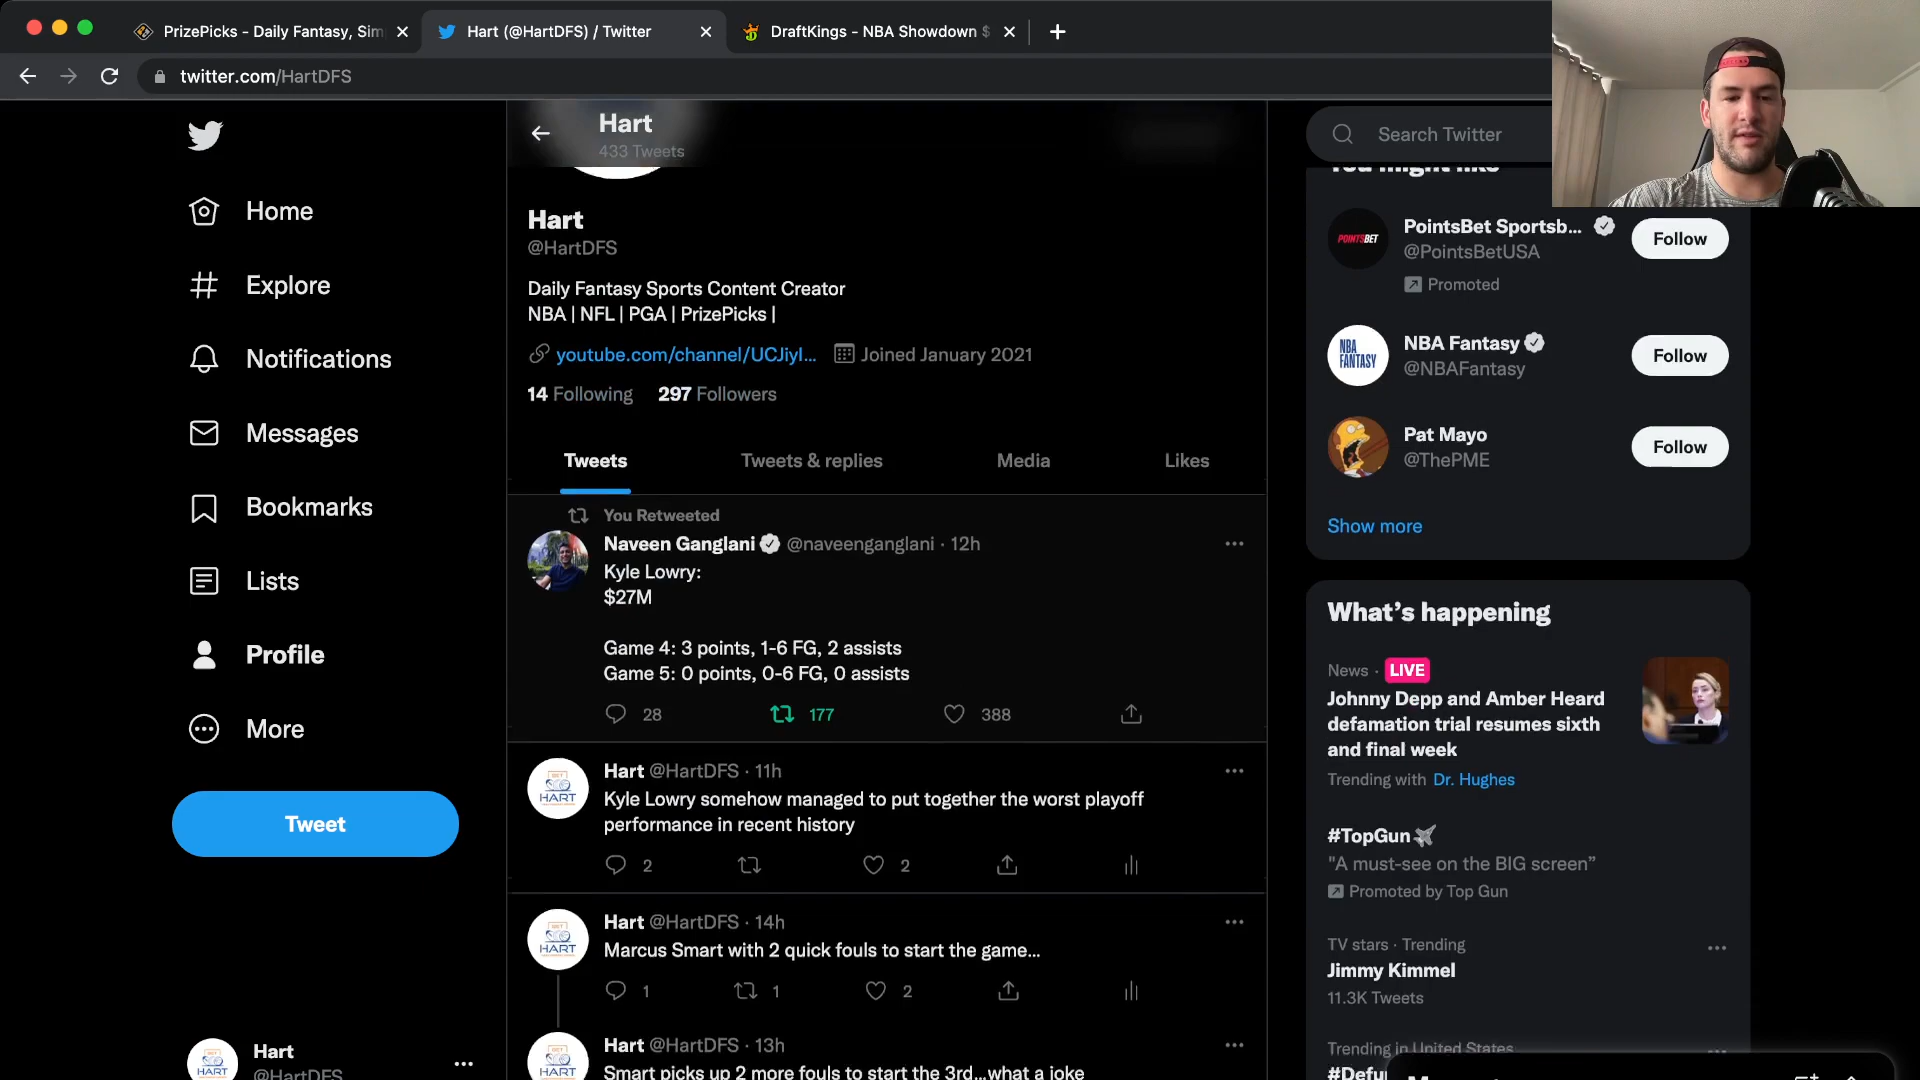 PrizePicks - Daily Fantasy, Sim
Hart (@HartDFS) / Twitter
DraftKings - NBA Showdown $
twitter.com/HartDFS
Hart
433 Tweets
Search Twitter
You might like
Home
Explore
Notifications
Messages
Bookmarks
Lists
Profile
More
Tweet
Hart
@HartDFS
Hart
@HartDFS
Daily Fantasy Sports Content Creator
NBA | NFL | PGA | PrizePicks |
youtube.com/channel/UCJiyI... Joined January 2021
14 Following 297 Followers
Tweets Tweets & replies Media Likes
You Retweeted
Naveen Ganglani @naveenganglani · 12h
Kyle Lowry:
$27M
Game 4: 3 points, 1-6 FG, 2 assists
Game 5: 0 points, 0-6 FG, 0 assists
28 177 388
HART
Hart @HartDFS · 11h
Kyle Lowry somehow managed to put together the worst playoff
performance in recent history
2 2
HART
Hart @HartDFS · 14h
Marcus Smart with 2 quick fouls to start the game...
1 1 2
HART
Hart @HartDFS · 13h
Smart picks up 2 more fouls to start the 3rd...what a joke
POINTSBET
PointsBet Sportsb...
@PointsBetUSA
Promoted
Follow
NBA
FANTASY
NBA Fantasy
@NBAFantasy
Follow
Pat Mayo
@ThePME
Follow
Show more
What's happening
News · LIVE
Johnny Depp and Amber Heard
defamation trial resumes sixth
and final week
Trending with Dr. Hughes
#TopGun
"A must-see on the BIG screen"
Promoted by Top Gun
TV stars · Trending
Jimmy Kimmel
11.3K Tweets
Trending in United States